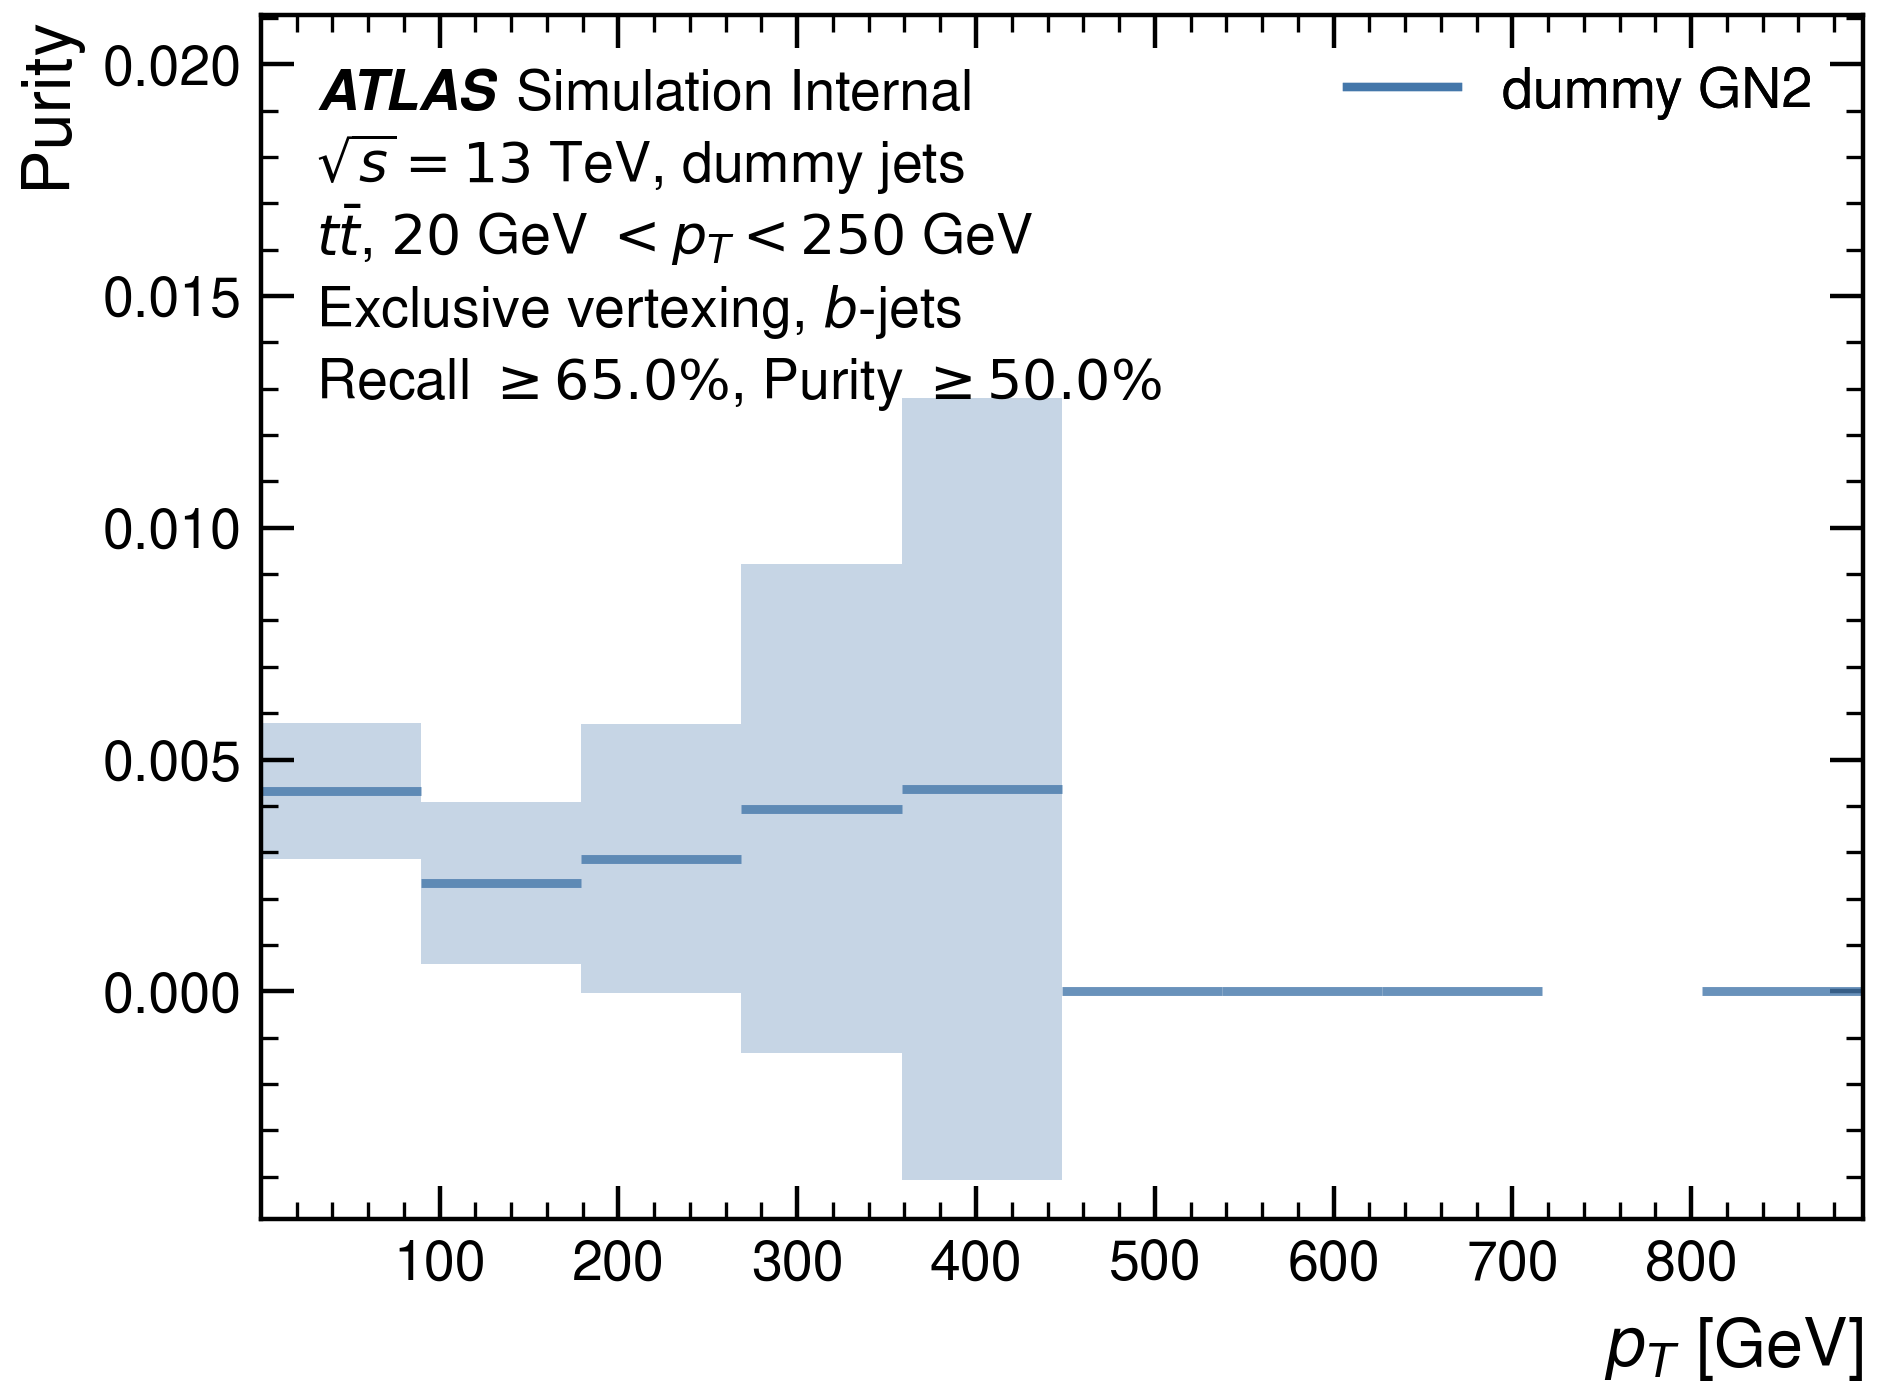 Purity
0.020
0.015
0.010
0.005
0.000
ATLAS Simulation Internal
√s = 13 TeV, dummy jets
tt̄, 20 GeV < p_T < 250 GeV
Exclusive vertexing, b-jets
Recall ≥ 65.0%, Purity ≥ 50.0%
dummy GN2
100 200 300 400 500 600 700 800
p_T [GeV]